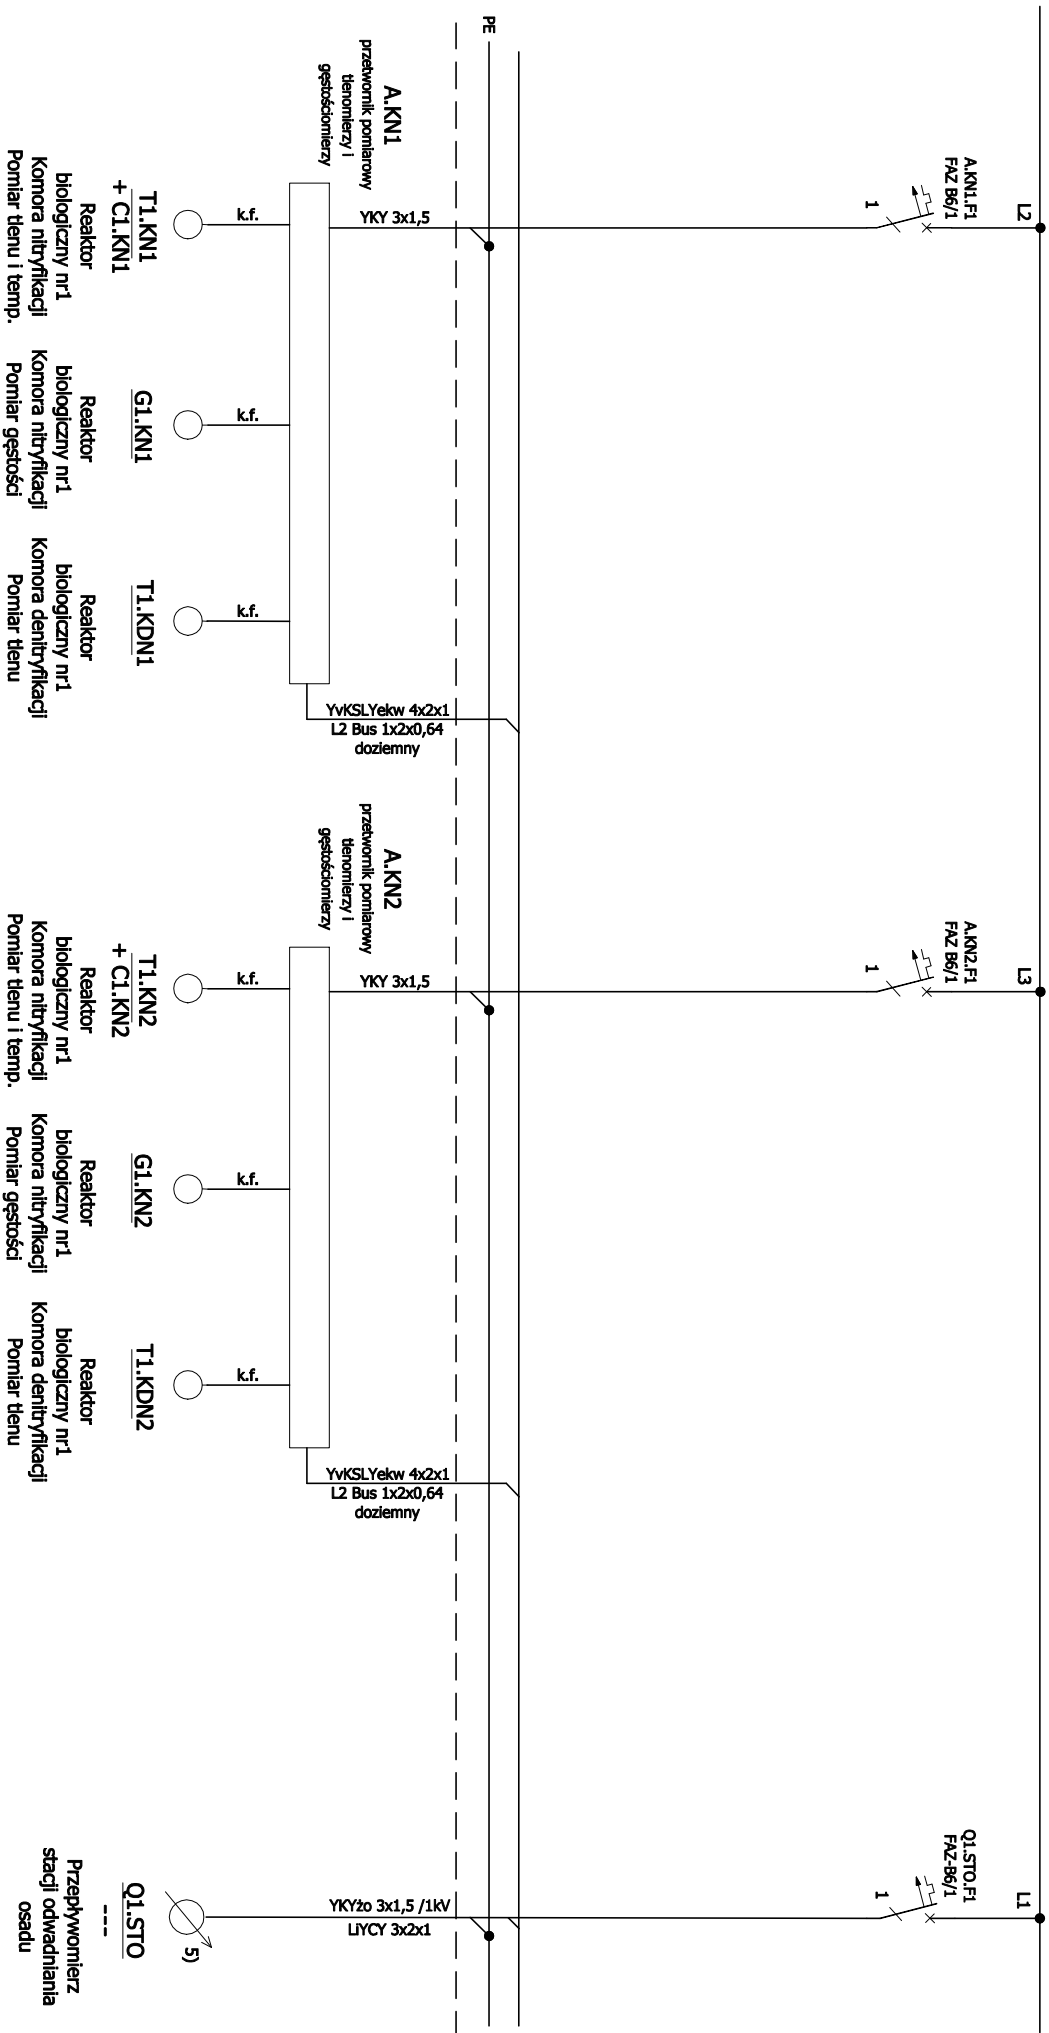 L2
A.KN1.F1
FAZ B6/1
1
PE
YKY 3x1,5
A.KN1
przetwornik pomiarowy
tlenomierzy i
gęstościomierzy
k.f.
T1.KN1
+ C1.KN1
Reaktor
biologiczny nr1
Komora nitryfikacji
Pomiar tlenu i temp.
k.f.
G1.KN1
Reaktor
biologiczny nr1
Komora nitryfikacji
Pomiar gęstości
k.f.
T1.KDN1
Reaktor
biologiczny nr1
Komora denitryfikacji
Pomiar tlenu
YvKSLYekw 4x2x1
L2 Bus 1x2x0,64
doziemny
L3
A.KN2.F1
FAZ B6/1
1
YKY 3x1,5
A.KN2
przetwornik pomiarowy
tlenomierzy i
gęstościomierzy
k.f.
T1.KN2
+ C1.KN2
Reaktor
biologiczny nr1
Komora nitryfikacji
Pomiar tlenu i temp.
k.f.
G1.KN2
Reaktor
biologiczny nr1
Komora nitryfikacji
Pomiar gęstości
k.f.
T1.KDN2
Reaktor
biologiczny nr1
Komora denitryfikacji
Pomiar tlenu
YvKSLYekw 4x2x1
L2 Bus 1x2x0,64
doziemny
L1
Q1.STO.F1
FAZ-B6/1
1
YKYżo 3x1,5 /1kV
LiYCY 3x2x1
5)
Q1.STO
---
Przepływomierz
stacji odwadniania
osadu